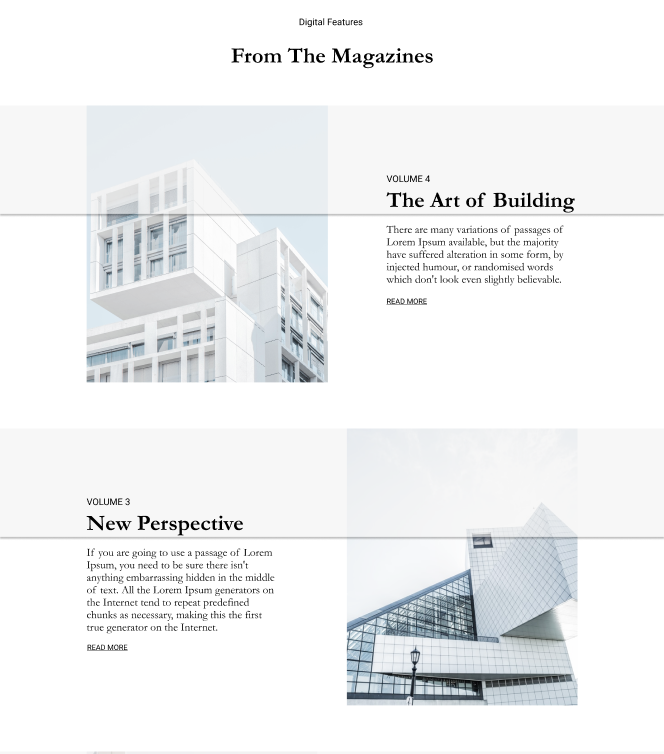 Digital Features
From The Magazines
VOLUME 4
The Art of Building
There are many variations of passages of
Lorem Ipsum available, but the majority
have suffered alteration in some form, by
injected humour, or randomised words
which don't look even slightly believable.
READ MORE
VOLUME 3
New Perspective
If you are going to use a passage of Lorem
Ipsum, you need to be sure there isn't
anything embarrassing hidden in the middle
of text. All the Lorem Ipsum generators on
the Internet tend to repeat predefined
chunks as necessary, making this the first
true generator on the Internet.
READ MORE